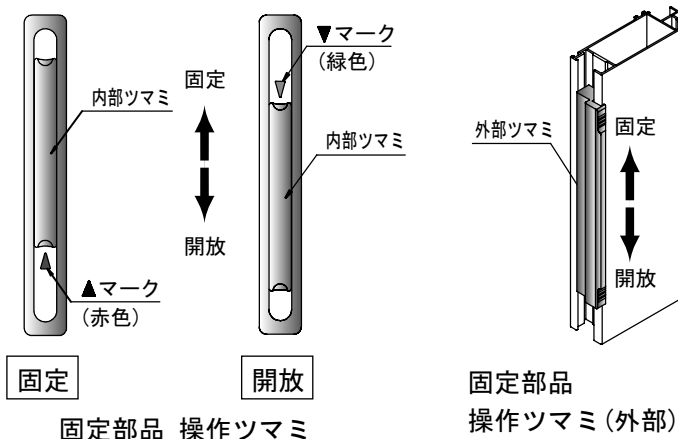 ▼マーク
(緑色)
固定
内部ツマミ
内部ツマミ
開放
▲マーク
(赤色)
固定
開放
固定部品 操作ツマミ
外部ツマミ
固定
開放
固定部品
操作ツマミ(外部)